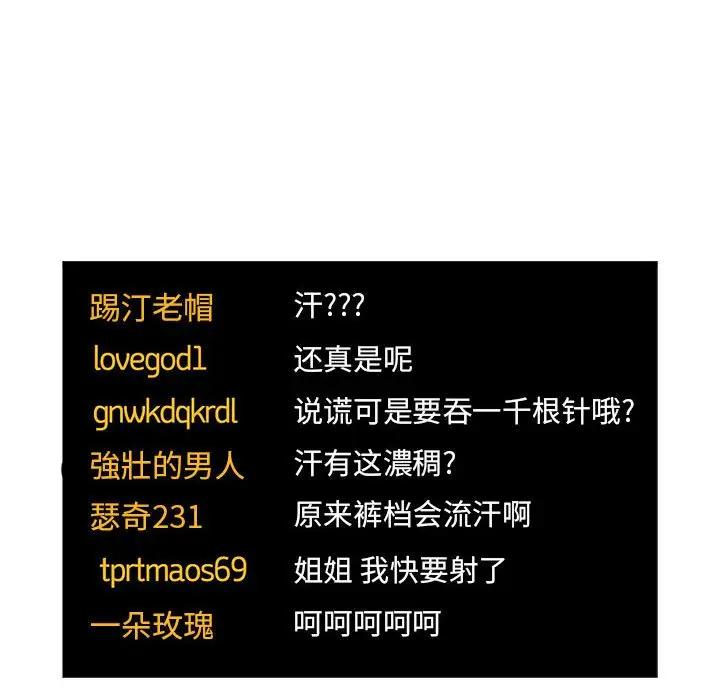 踢汀老帽 汗???
lovegod1 还真是呢
gnwkdqkrdl 说谎可是要吞一千根针哦?
強壯的男人 汗有这濃稠?
瑟奇231 原来裤档会流汗啊
tprtmaos69 姐姐 我快要射了
一朵玫瑰 呵呵呵呵呵